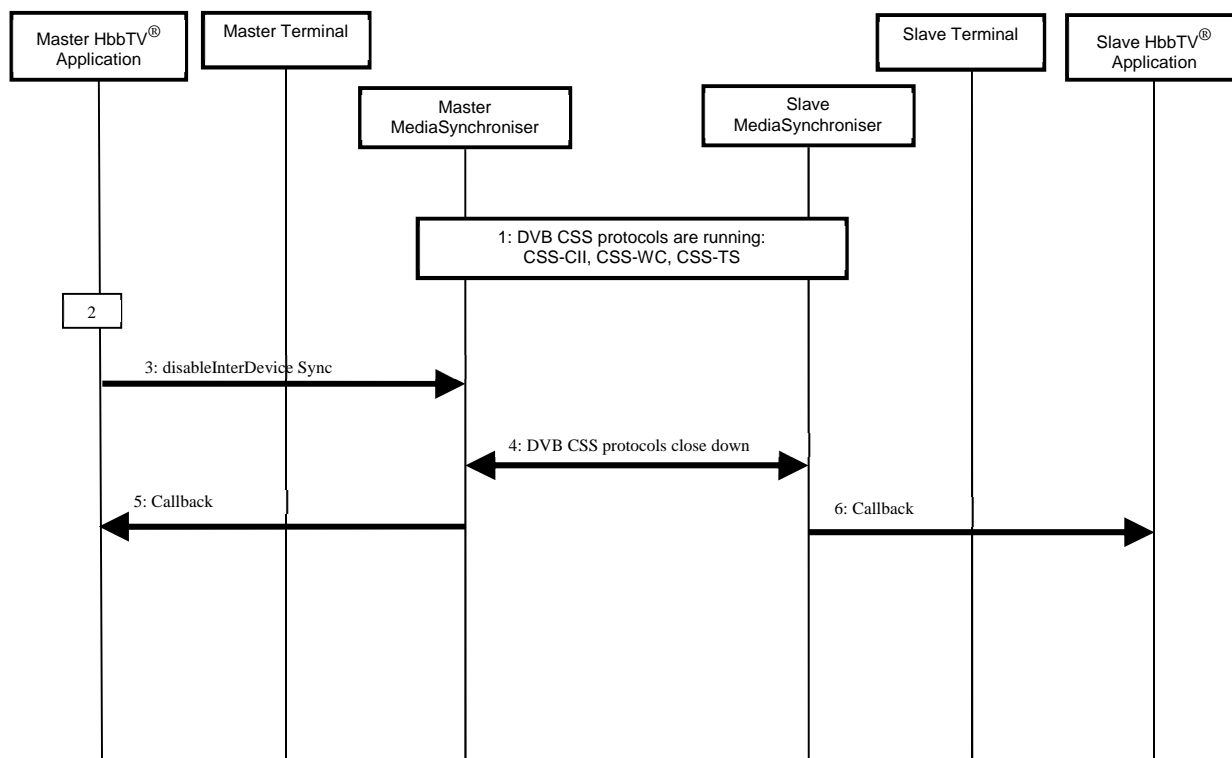 Master HbbTV®
Application
Master Terminal
Slave Terminal
Slave HbbTV®
Application
Master
MediaSynchroniser
Slave
MediaSynchroniser
1: DVB CSS protocols are running:
CSS-CII, CSS-WC, CSS-TS
2
3: disableInterDevice Sync
4: DVB CSS protocols close down
5: Callback
6: Callback